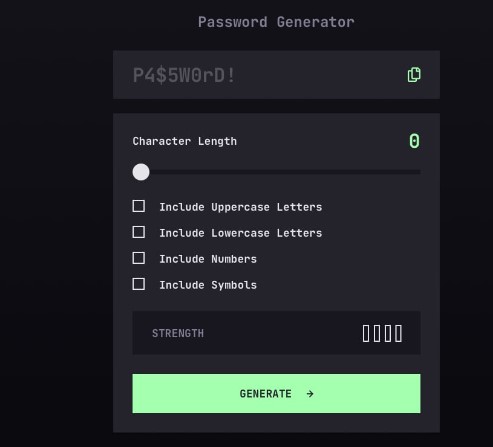 Password Generator
P4$5W0rD!
Character Length 0
Include Uppercase Letters
Include Lowercase Letters
Include Numbers
Include Symbols
STRENGTH
GENERATE →